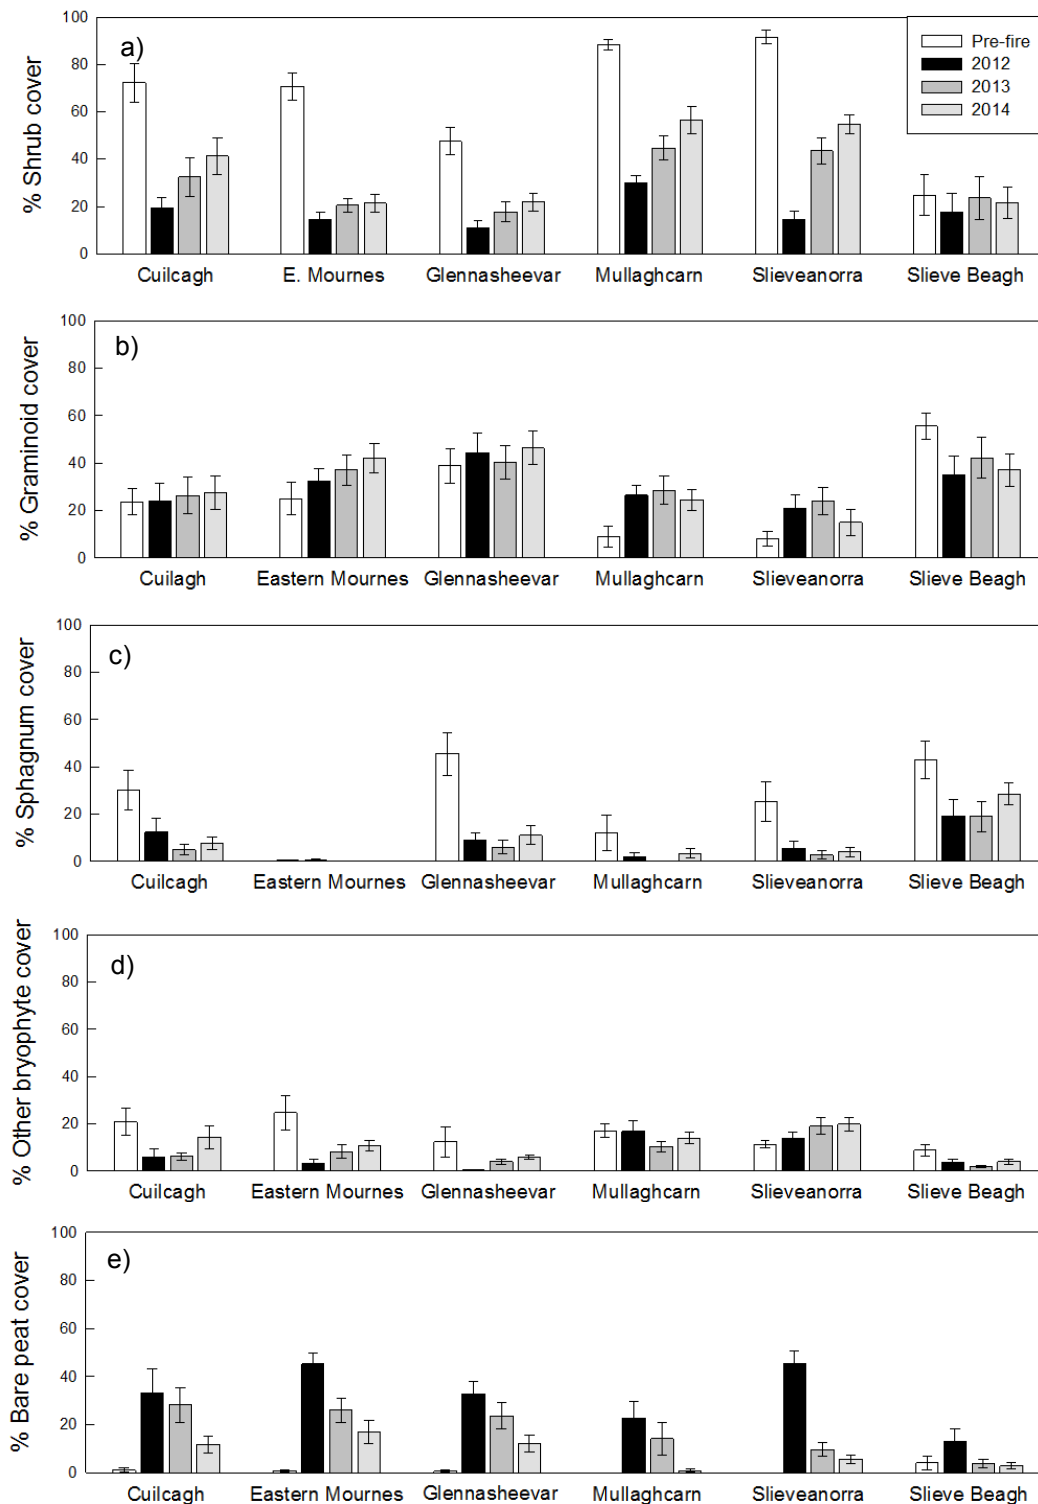 100
80
60
40
20
0
% Shrub cover
a)
Pre-fire
2012
2013
2014
Cuilcagh E. Mournes Glennasheevar Mullaghcarn Slieveanorra Slieve Beagh
100
80
60
40
20
0
% Graminoid cover
b)
Cuilagh Eastern Mournes Glennasheevar Mullaghcarn Slieveanorra Slieve Beagh
100
80
60
40
20
0
% Sphagnum cover
c)
Cuilcagh Eastern Mournes Glennasheevar Mullaghcarn Slieveanorra Slieve Beagh
100
80
60
40
20
0
% Other bryophyte cover
d)
Cuilcagh Eastern Mournes Glennasheevar Mullaghcarn Slieveanorra Slieve Beagh
100
80
60
40
20
0
% Bare peat cover
e)
Cuilcagh Eastern Mournes Glennasheevar Mullaghcarn Slieveanorra Slieve Beagh